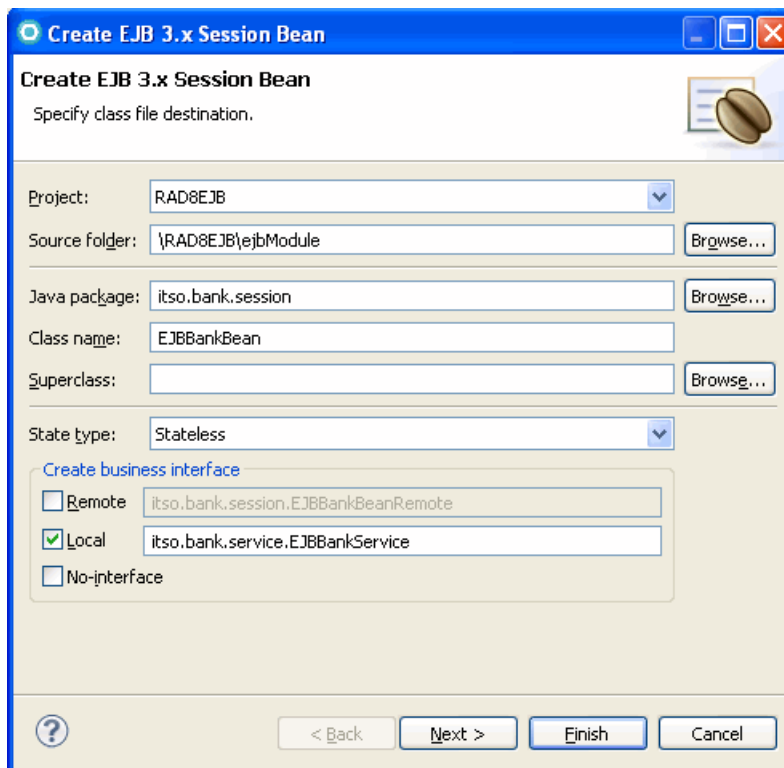 Create EJB 3.x Session Bean
Create EJB 3.x Session Bean
Specify class file destination.
Project: RAD8EJB
Source folder: \RAD8EJB\ejbModule Browse...
Java package: itso.bank.session Browse...
Class name: EJBBankBean
Superclass: Browse...
State type: Stateless
Create business interface
Remote itso.bank.session.EJBBankBeanRemote
Local itso.bank.service.EJBBankService
No-interface
? < Back Next > Finish Cancel